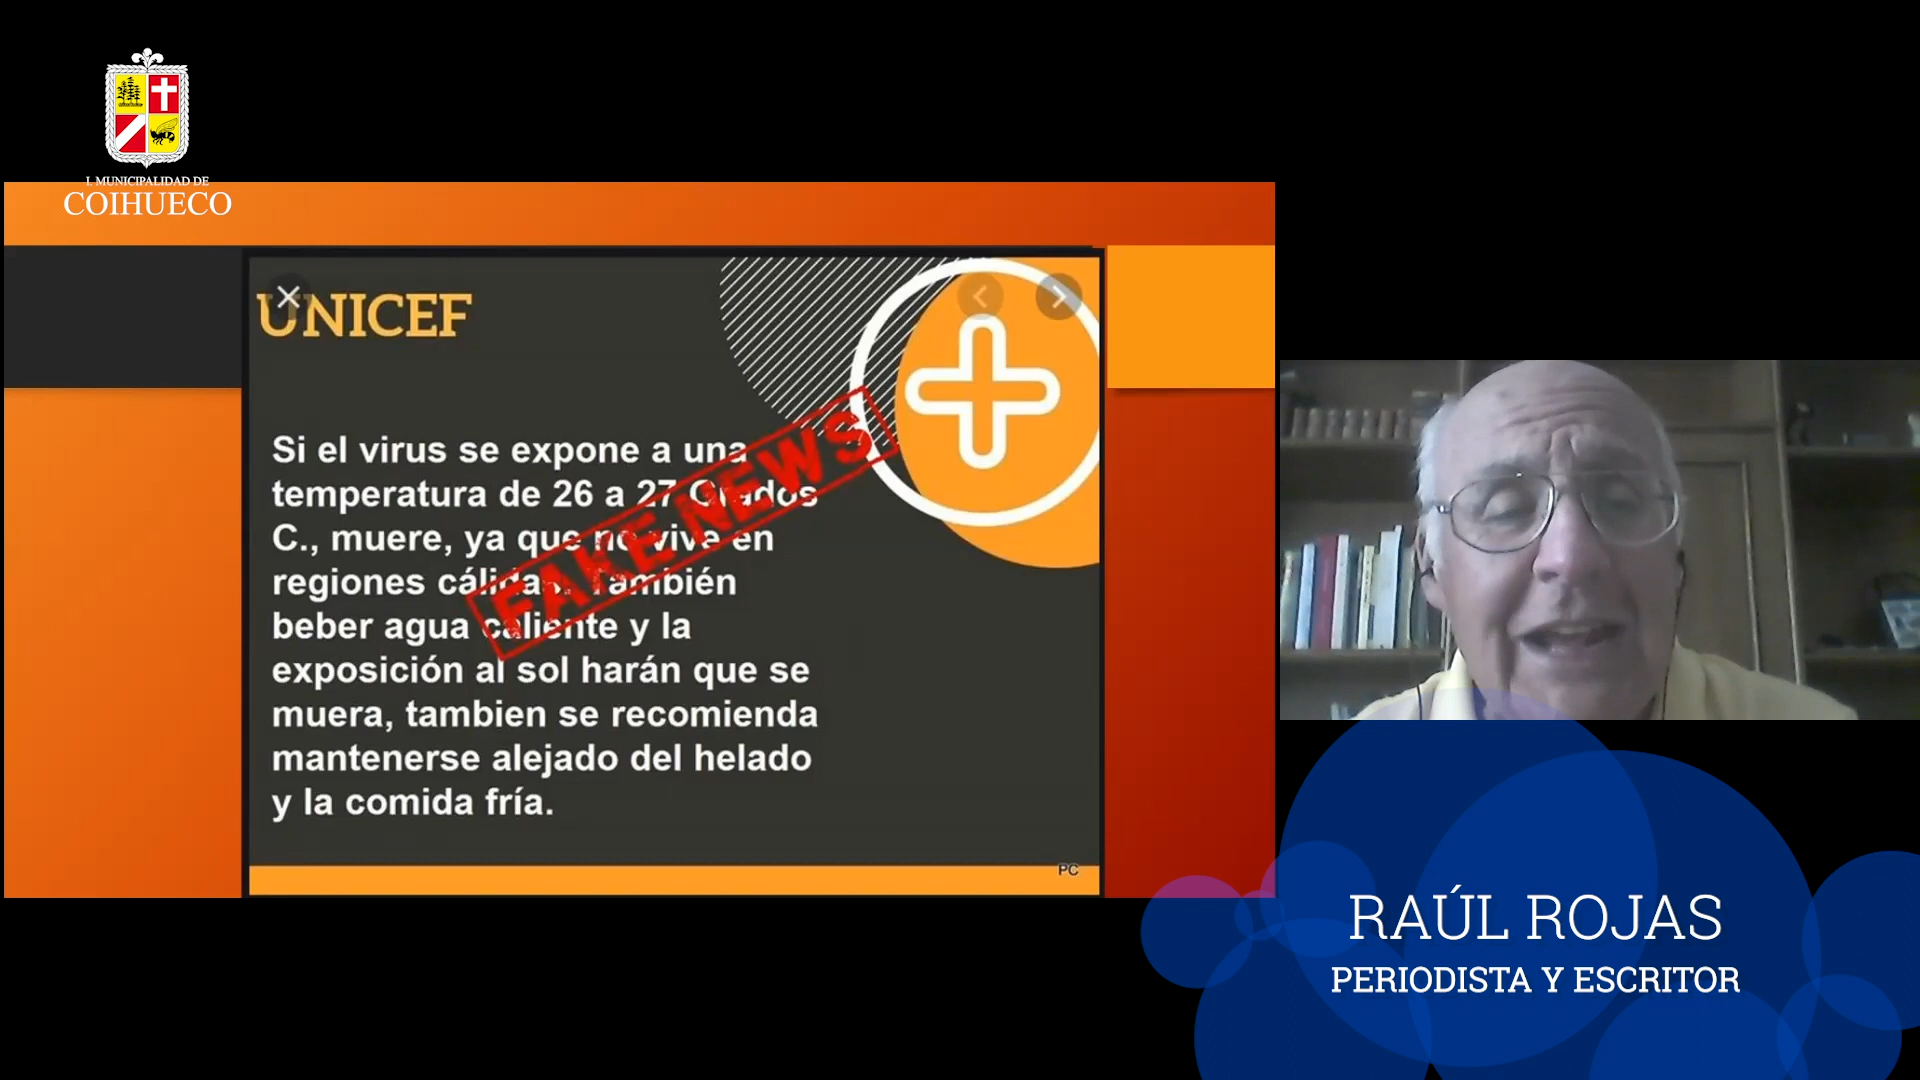 I. MUNICIPALIDAD DE
COIHUECO
UNICEF
Si el virus se expone a una
temperatura de 26 a 27 Grados
C., muere, ya que no vive en
regiones cálidas. También
beber agua caliente y la
exposición al sol harán que se
muera, tambien se recomienda
mantenerse alejado del helado
y la comida fría.
FAKE NEWS
PC
RAÚL ROJAS
PERIODISTA Y ESCRITOR